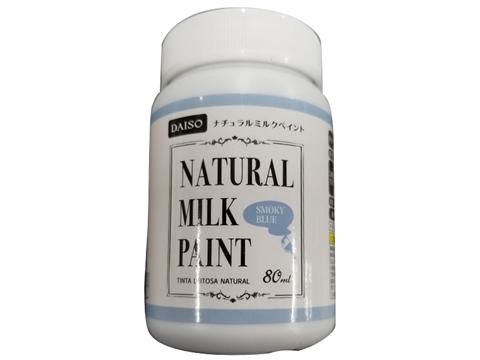 DAISO ナチュラルミルクペイント
NATURAL
MILK
PAINT
SMOKY
BLUE
TINTA LEITOSA NATURAL 80ml